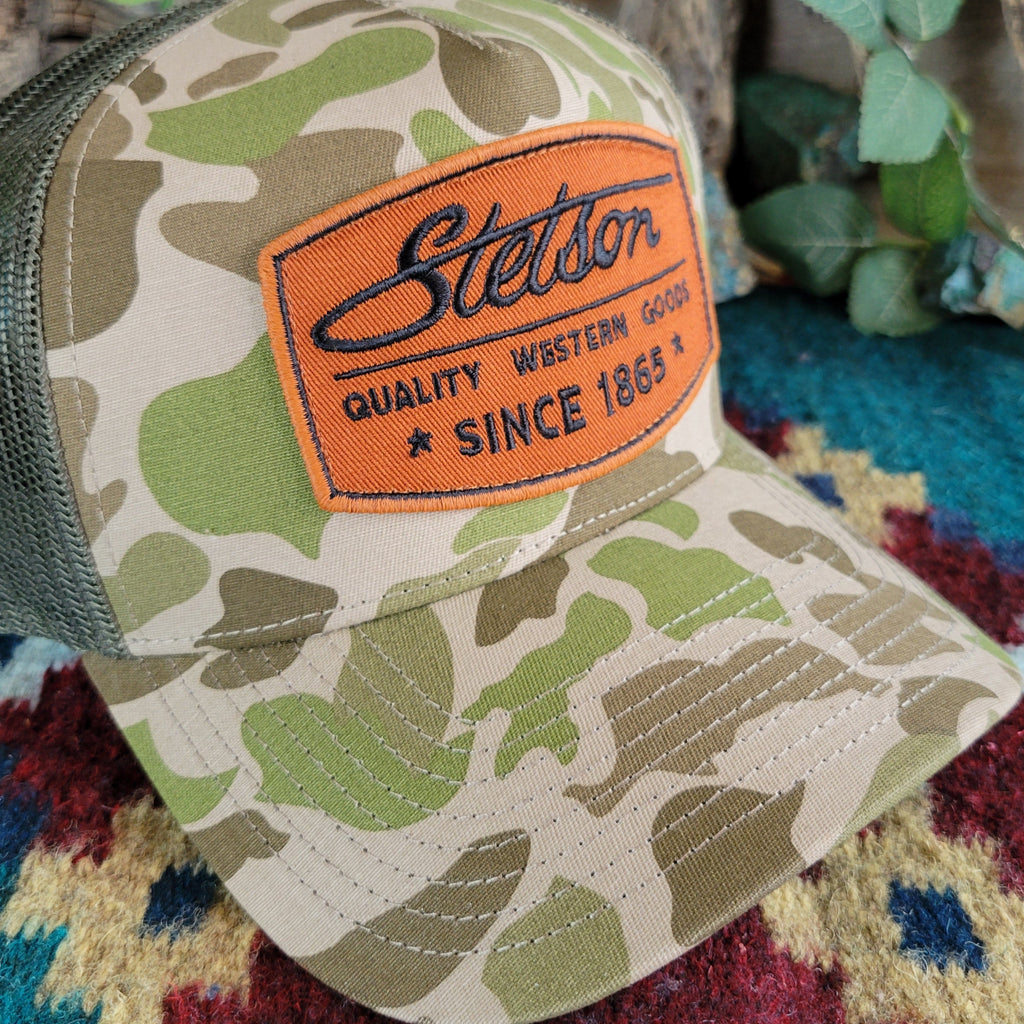 Stetson
QUALITY WESTERN GOODS
★ SINCE 1865 ★